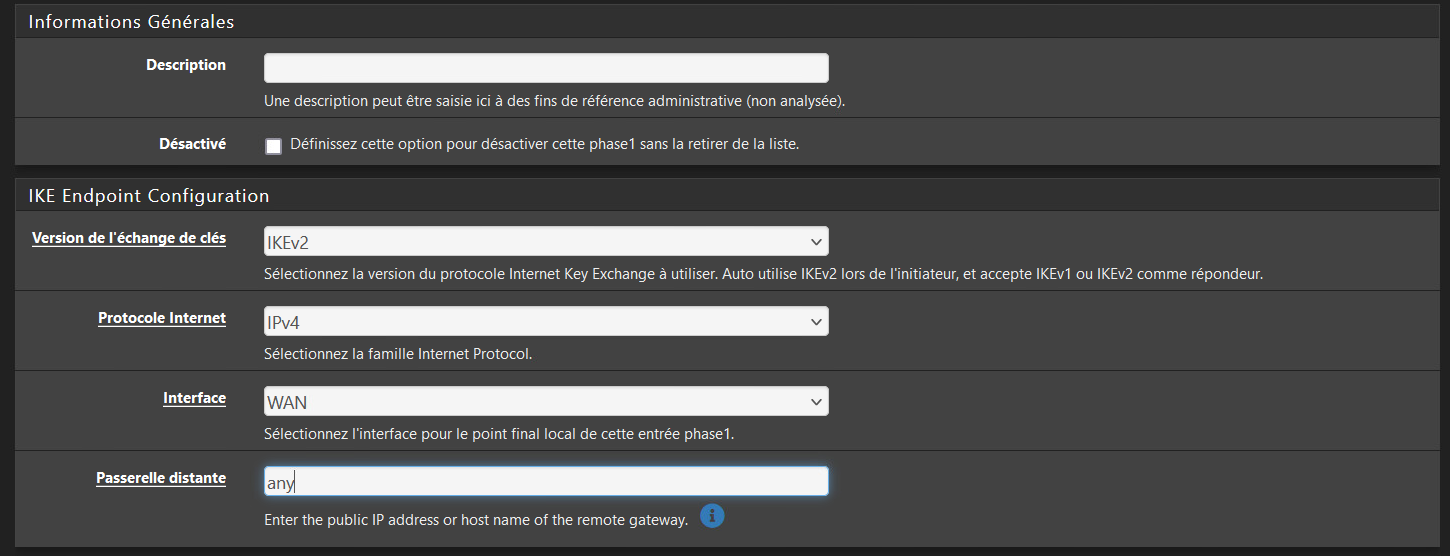 Informations Générales
Description
Une description peut être saisie ici à des fins de référence administrative (non analysée).
Désactivé
Définissez cette option pour désactiver cette phase1 sans la retirer de la liste.
IKE Endpoint Configuration
Version de l'échange de clés
IKEv2
Sélectionnez la version du protocole Internet Key Exchange à utiliser. Auto utilise IKEv2 lors de l'initiateur, et accepte IKEv1 ou IKEv2 comme répondeur.
Protocole Internet
IPv4
Sélectionnez la famille Internet Protocol.
Interface
WAN
Sélectionnez l'interface pour le point final local de cette entrée phase1.
Passerelle distante
any
Enter the public IP address or host name of the remote gateway.